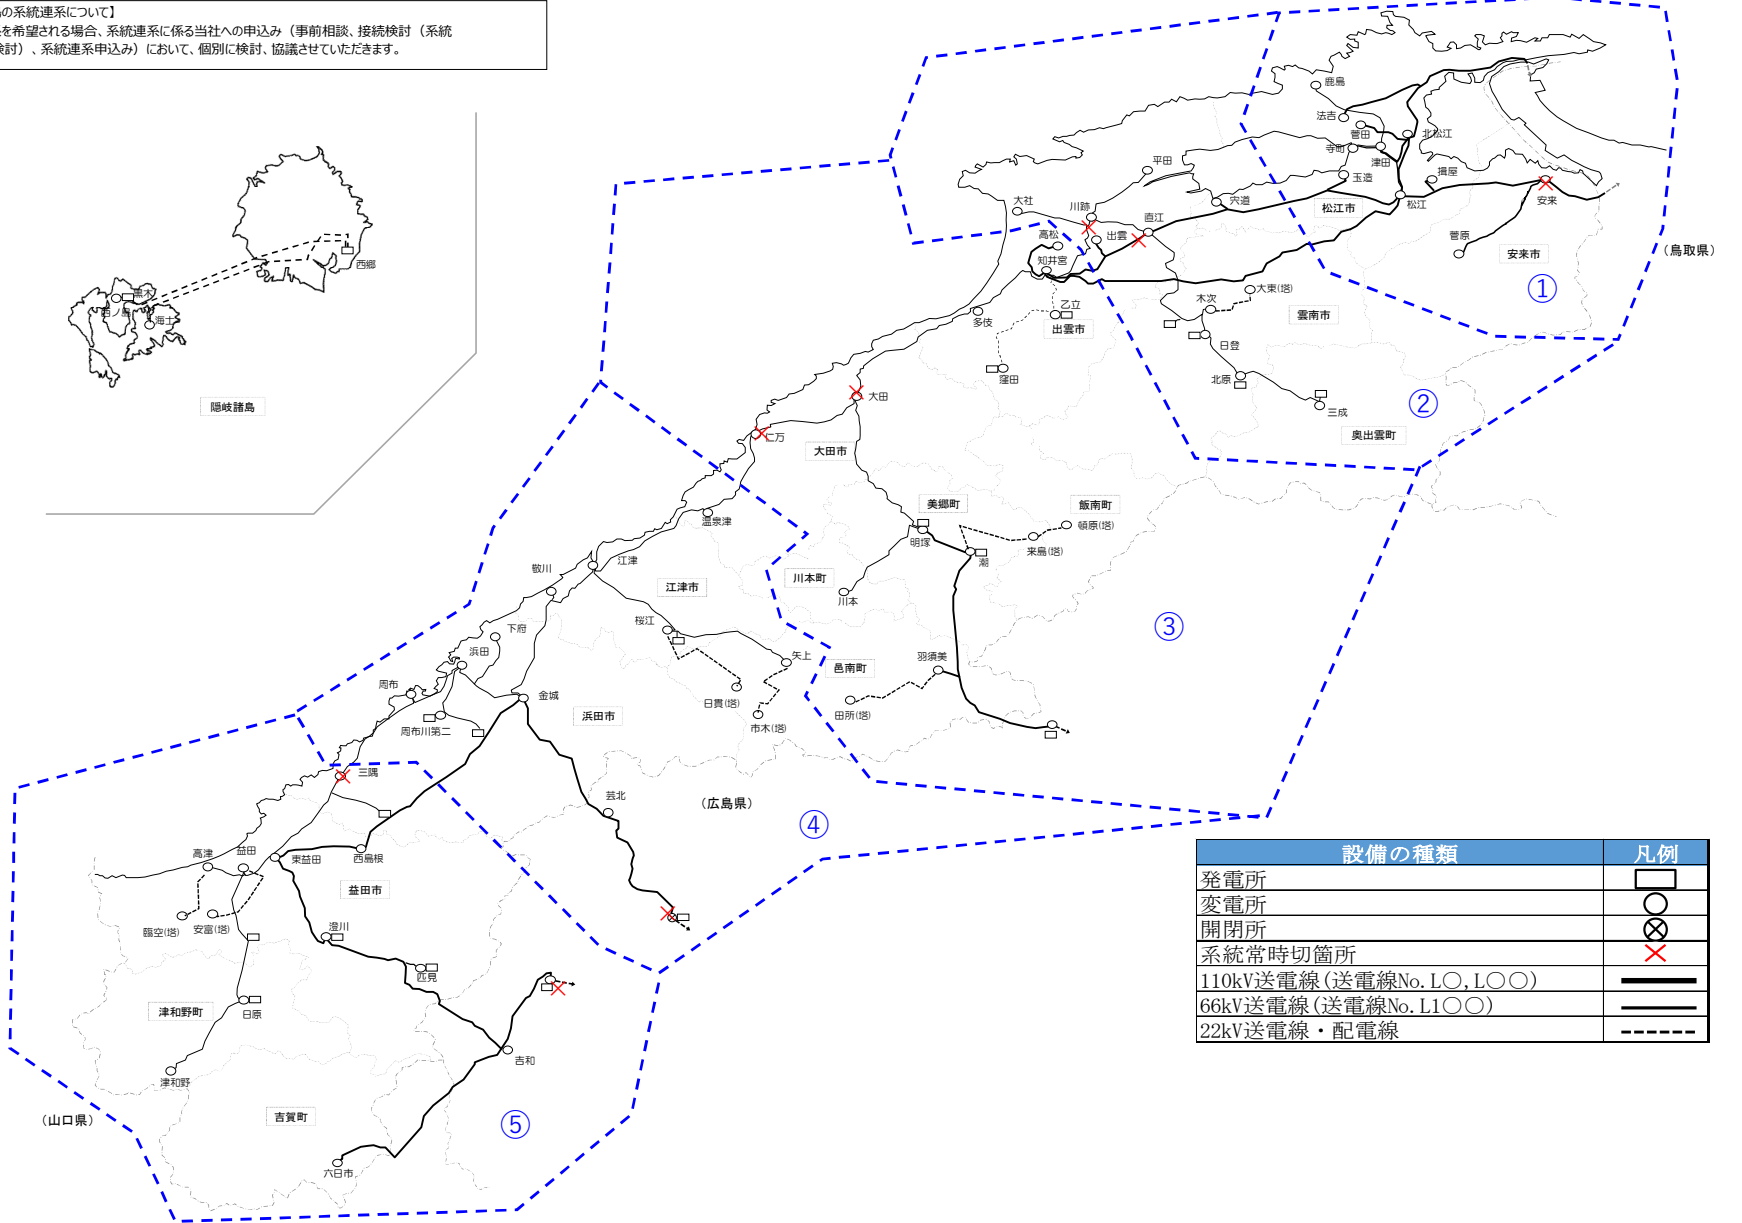 の系統連系について】
を希望される場合、系統連系に係る当社への申込み（事前相談、接続検討（系統
検討）、系統連系申込み）において、個別に検討、協議させていただきます。
西郷
黒木
西ノ島
海士
隠岐諸島
鹿島
法吉
菅田
北松江
寺町
津田
玉造
揖屋
安来
松江
松江市
宍道
菅原
安来市
（鳥取県）
①
平田
大社
川跡
直江
高松
出雲
知井宮
乙立
出雲市
多伎
窪田
大東(塔)
木次
雲南市
日登
北原
三成
奥出雲町
②
大田
仁万
大田市
温泉津
美郷町
飯南町
頓原(塔)
来島(塔)
明塚
潮
川本町
川本
③
江津
敬川
江津市
桜江
下府
浜田
矢上
邑南町
羽須美
周布
金城
日貫(塔)
市木(塔)
田所(塔)
浜田市
周布川第二
三隅
芸北
（広島県）
④
高津
益田
東益田
西島根
益田市
臨空(塔)
安富(塔)
澄川
匹見
津和野町
日原
津和野
吉和
吉賀町
（山口県）
⑤
六日市
設備の種類 凡例
発電所
変電所
開閉所
系統常時切箇所
110kV送電線(送電線No.L○,L○○)
66kV送電線(送電線No.L1○○)
22kV送電線・配電線